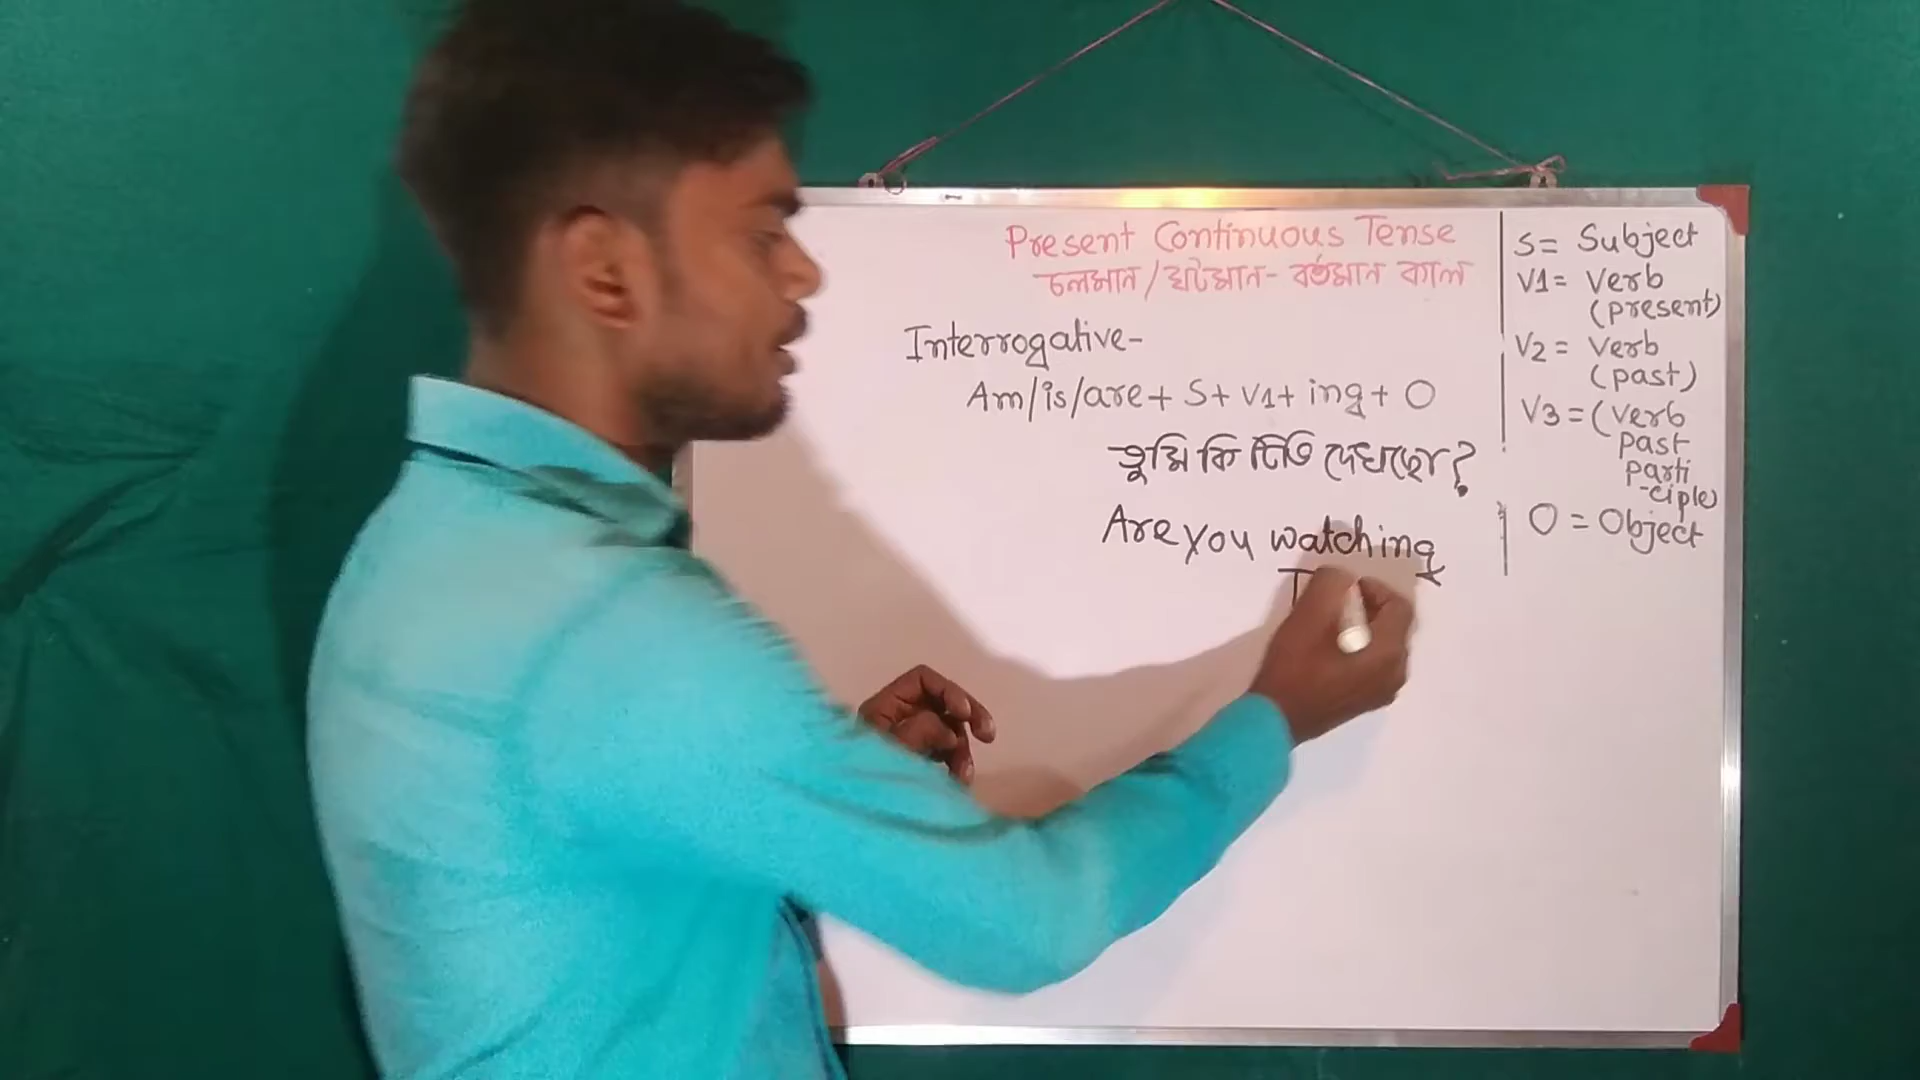 Present Continuous Tense
চলমান/ঘটমান- বর্তমান কাল
Interrogative-
Am/is/are+ S+ V1+ ing+ O
তুমি কি টিভি দেখছো?
Are you watching
S= Subject
V1= Verb
(present)
V2= Verb
(past)
V3=(Verb
past
parti
-ciple)
O = Object